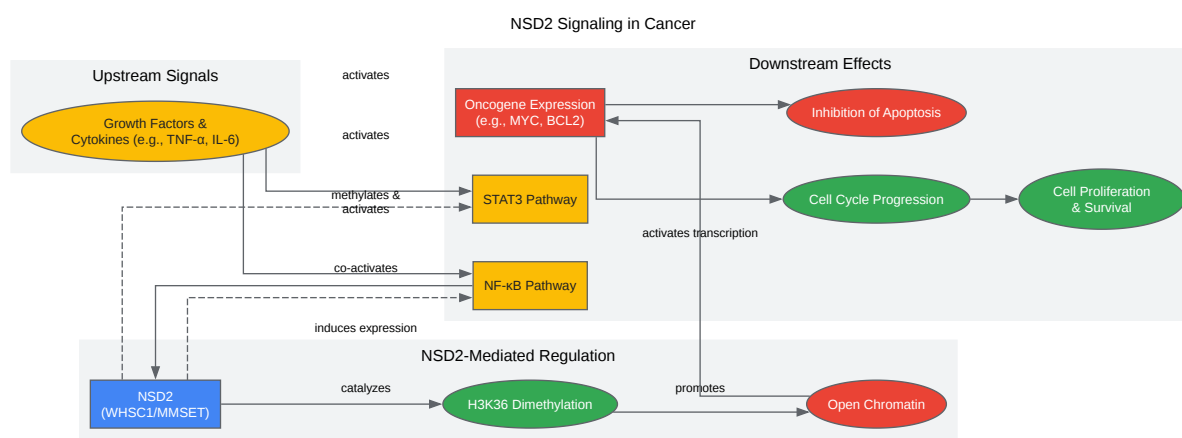 NSD2 Signaling in Cancer
Upstream Signals
Growth Factors &
Cytokines (e.g., TNF-α, IL-6)
activates
activates
methylates &
activates
co-activates
induces expression
Downstream Effects
Oncogene Expression
(e.g., MYC, BCL2)
Inhibition of Apoptosis
STAT3 Pathway
Cell Cycle Progression
Cell Proliferation
& Survival
activates transcription
NF-κB Pathway
NSD2-Mediated Regulation
NSD2
(WHSC1/MMSET)
catalyzes
H3K36 Dimethylation
promotes
Open Chromatin